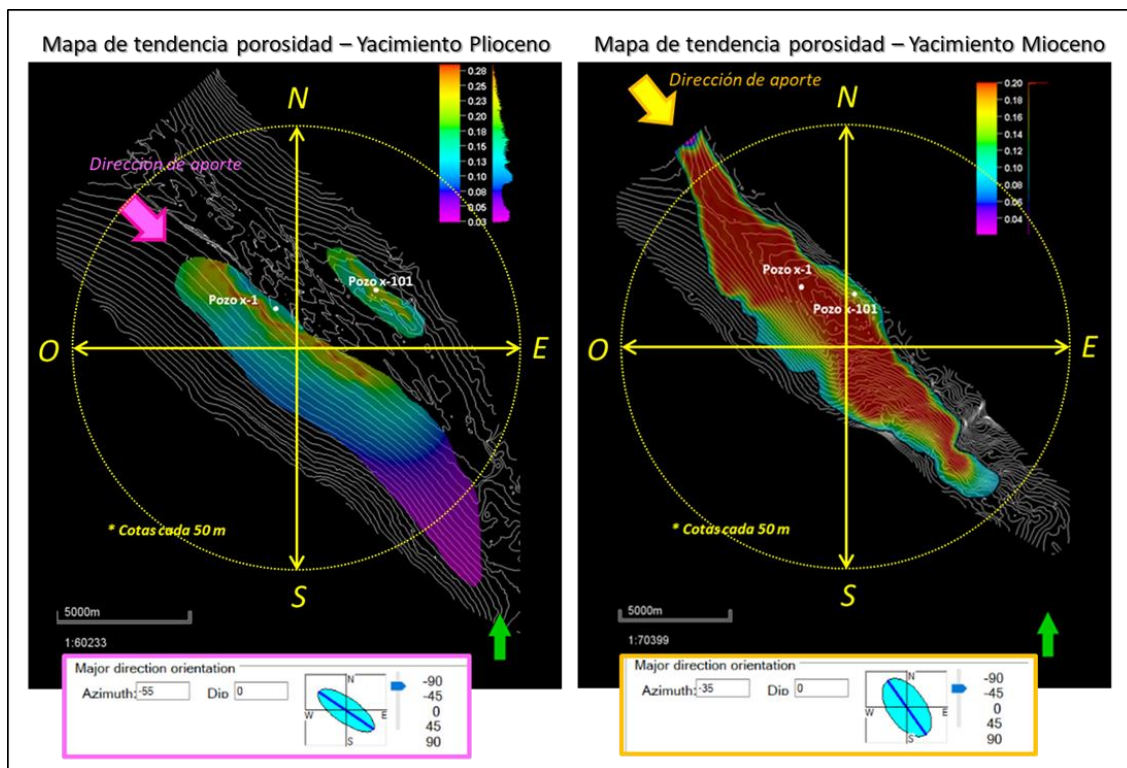 Mapa de tendencia porosidad – Yacimiento Plioceno
Dirección de aporte
N
0.28
0.25
0.23
0.20
0.18
0.15
0.13
0.10
0.08
0.05
0.03
Pozo x-101
Pozo x-1
O
E
* Cotas cada 50 m
S
5000m
1:60233
Major direction orientation
Azimuth: -55
Dip 0
N
W
E
S
-90
-45
0
45
90
Mapa de tendencia porosidad – Yacimiento Mioceno
Dirección de aporte
N
0.20
0.18
0.16
0.14
0.12
0.10
0.08
0.06
0.04
Pozo x-1
Pozo x-101
O
E
* Cotas cada 50 m
S
5000m
1:70399
Major direction orientation
Azimuth: -35
Dip 0
N
W
E
S
-90
-45
0
45
90